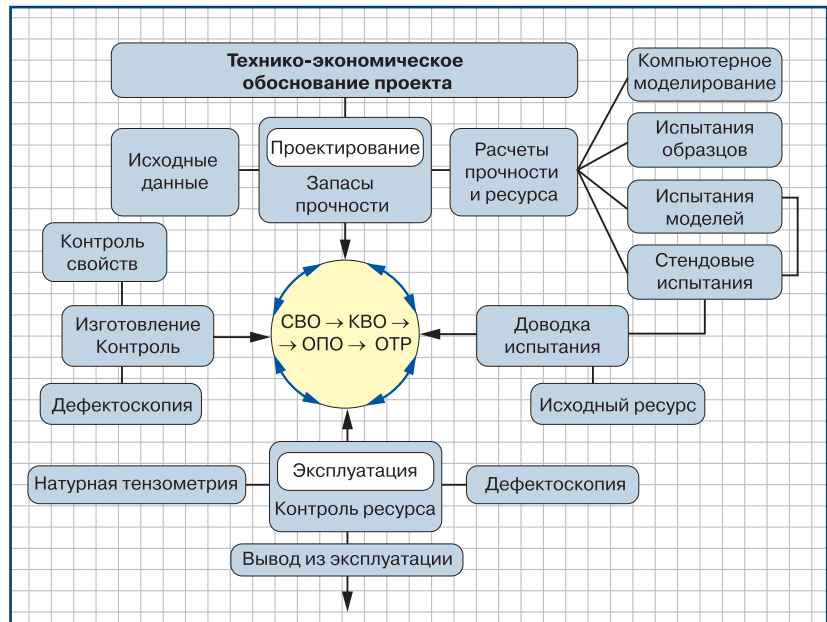 Технико-экономическое
обоснование проекта
Компьютерное
моделирование
Исходные
данные
Проектирование
Запасы
прочности
Расчеты
прочности
и ресурса
Испытания
образцов
Испытания
моделей
Стендовые
испытания
Контроль
свойств
Изготовление
Контроль
Дефектоскопия
СВО → КВО →
→ ОПО → ОТР
Доводка
испытания
Исходный ресурс
Эксплуатация
Контроль ресурса
Натурная тензометрия
Дефектоскопия
Вывод из эксплуатации